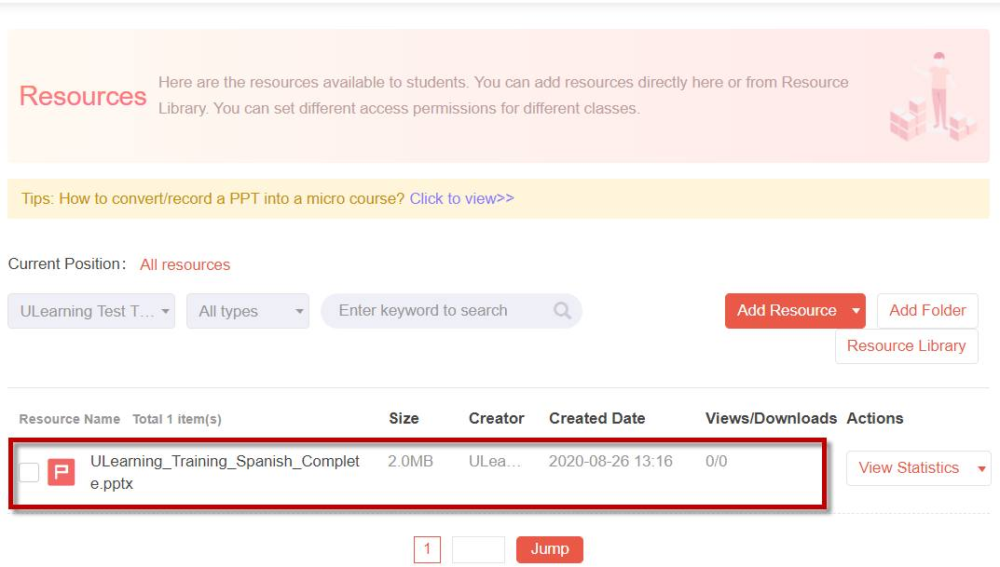 Resources
Here are the resources available to students. You can add resources directly here or from Resource
Library. You can set different access permissions for different classes.
Tips: How to convert/record a PPT into a micro course? Click to view>>
Current Position: All resources
ULearning Test T... All types Enter keyword to search Add Resource Add Folder
Resource Library
Resource Name Total 1 item(s) Size Creator Created Date Views/Downloads Actions
P ULearning_Training_Spanish_Complet 2.0MB ULea... 2020-08-26 13:16 0/0 View Statistics
e.pptx
1 Jump